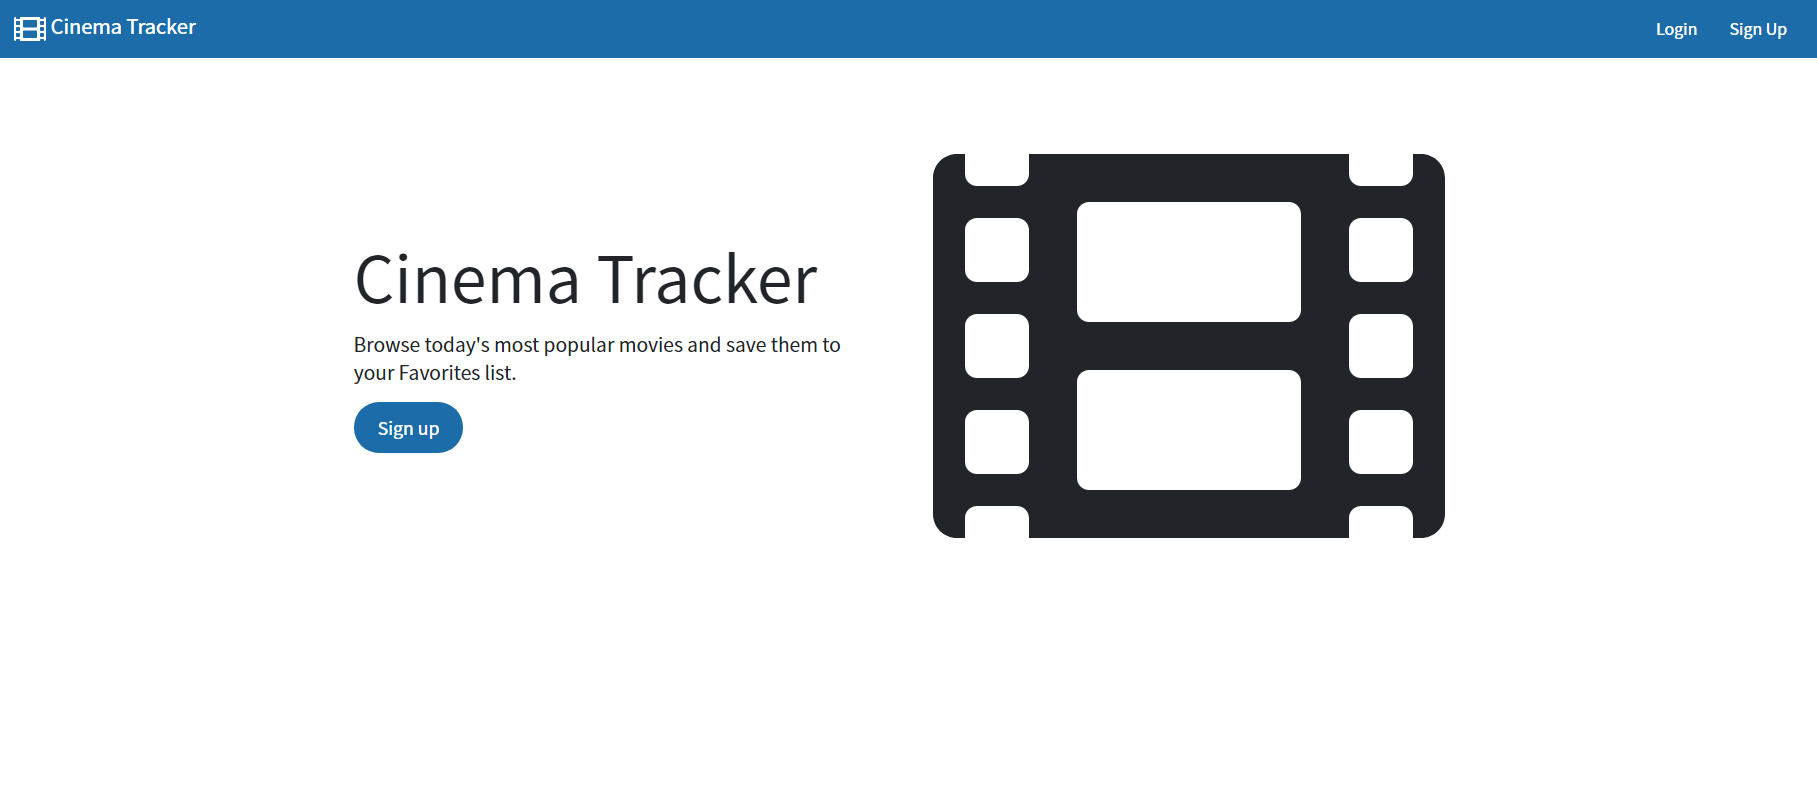 Cinema Tracker
Login
Sign Up
Cinema Tracker
Browse today's most popular movies and save them to
your Favorites list.
Sign up